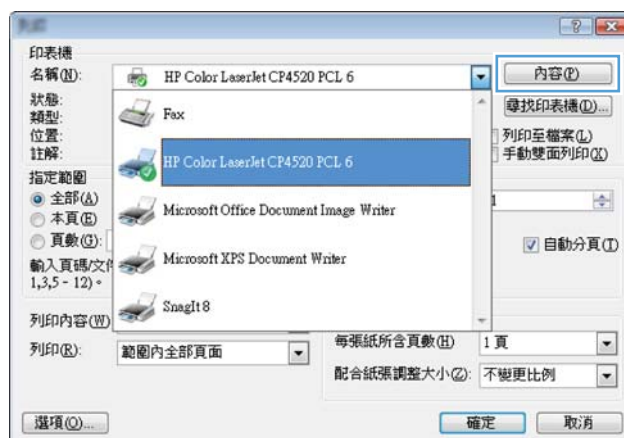 印表機
名稱(N): HP Color LaserJet CP4520 PCL 6 內容(P)
狀態: 尋找印表機(D)...
類型: Fax
位置: 列印至檔案(L)
註解: HP Color LaserJet CP4520 PCL 6 手動雙面列印(X)
指定範圍
全部(A)
本頁(E) Microsoft Office Document Image Writer 1
頁數(G): 自動分頁(T)
輸入頁碼/文件 Microsoft XPS Document Writer
1,3,5 - 12)。
SnagIt 8
列印內容(W)
列印(R): 範圍內全部頁面 每張紙所含頁數(H) 1 頁
配合紙張調整大小(Z): 不變更比例
選項(O)... 確定 取消